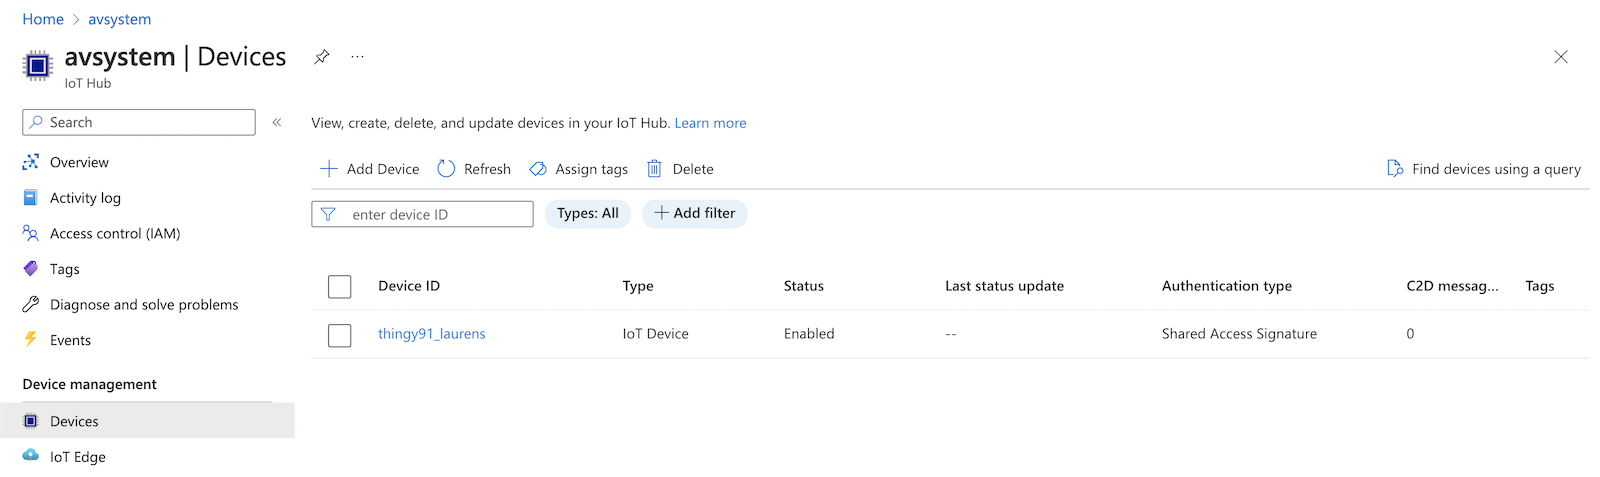 Home > avsystem
avsystem | Devices ...
IoT Hub
Search «
Overview
Activity log
Access control (IAM)
Tags
Diagnose and solve problems
Events
Device management
Devices
IoT Edge
View, create, delete, and update devices in your IoT Hub. Learn more
+ Add Device Refresh Assign tags Delete Find devices using a query
enter device ID Types: All + Add filter
Device ID Type Status Last status update Authentication type C2D messag... Tags
thingy91_laurens IoT Device Enabled -- Shared Access Signature 0